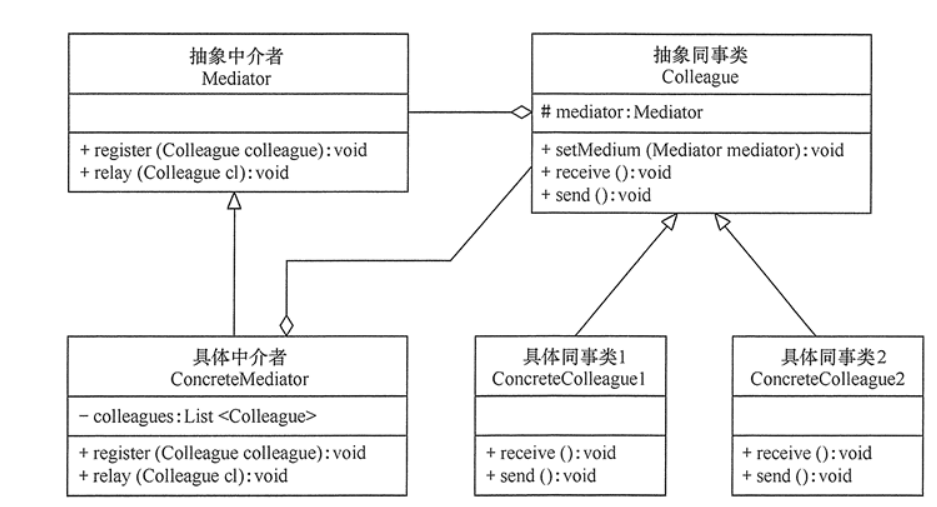 抽象中介者
Mediator
+ register (Colleague colleague): void
+ relay (Colleague cl): void
抽象同事类
Colleague
# mediator: Mediator
+ setMedium (Mediator mediator): void
+ receive (): void
+ send (): void
具体中介者
ConcreteMediator
− colleagues: List <Colleague>
+ register (Colleague colleague): void
+ relay (Colleague cl): void
具体同事类1
ConcreteColleague1
+ receive (): void
+ send (): void
具体同事类2
ConcreteColleague2
+ receive (): void
+ send (): void